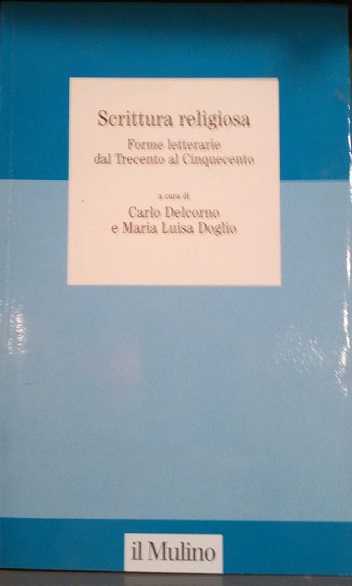 Scrittura religiosa
Forme letterarie
dal Trecento al Cinquecento
a cura di
Carlo Delcorno
e Maria Luisa Doglio
il Mulino